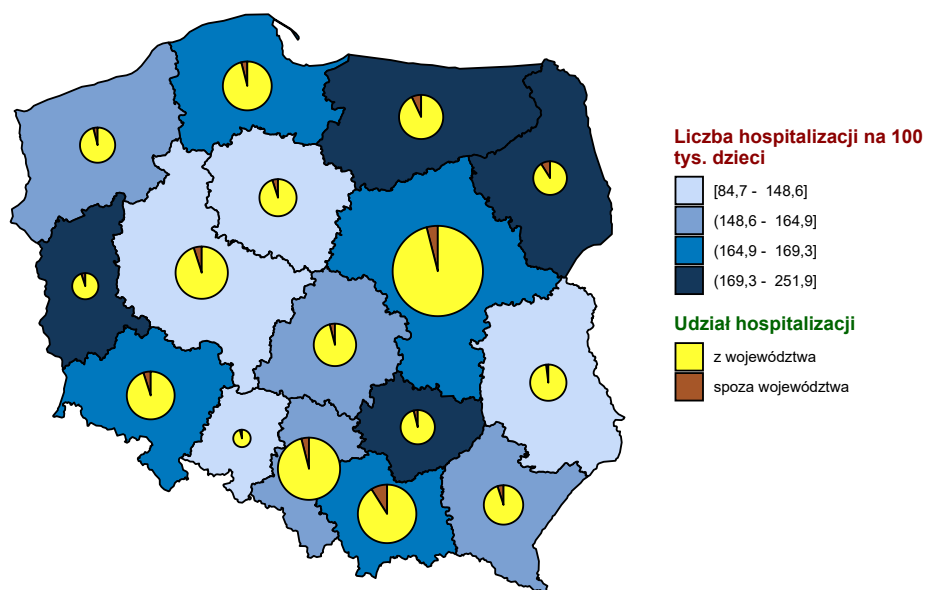 Liczba hospitalizacji na 100
tys. dzieci
[84,7 - 148,6]
(148,6 - 164,9]
(164,9 - 169,3]
(169,3 - 251,9]
Udział hospitalizacji
z województwa
spoza województwa